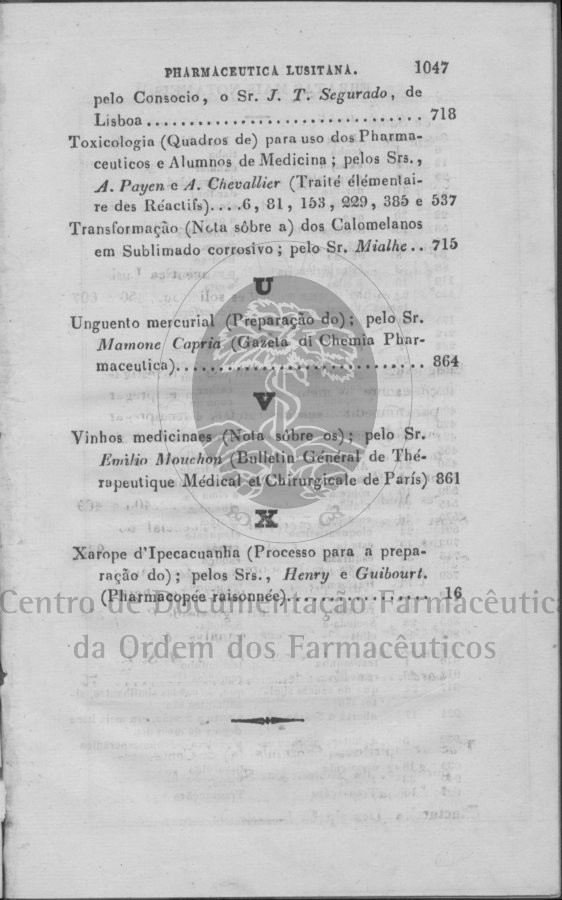 PHARMACEUTICA LUSITANA. 1047
pelo Consocio, o Sr. J. T. Segurado, de
Lisboa ................................ 718
Toxicologia (Quadros de) para uso dos Pharma-
ceuticos e Alumnos de Medicina; pelos Srs.,
A. Payen e A. Chevallier (Traité élémentai-
re des Réactifs).....6, 81, 153, 229, 385 e 537
Transformação (Nota sôbre a) dos Calomelanos
em Sublimado corrosivo; pelo Sr. Mialhe .. 715
U
Unguento mercurial (Preparação do); pelo Sr.
Mamone Capria (Gazeta di Chemia Phar-
maceutica)............................. 864
V
Vinhos medicinaes (Nota sôbre os); pelo Sr.
Emilio Mouchon (Bulletin Général de Thé-
rapeutique Médical et Chirurgicale de París) 861
X
Xarope d'Ipecacuanha (Processo para a prepa-
ração do); pelos Srs., Henry e Guibourt.
(Pharmacopée raisonnée)................ 16
Centro de Documentação Farmacêutica
da Ordem dos Farmacêuticos